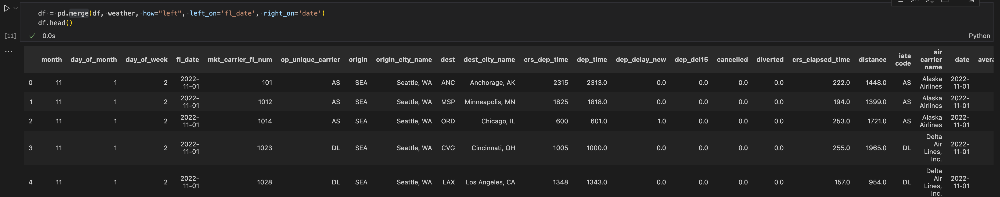 df = pd.merge(df, weather, how="left", left_on='fl_date', right_on='date')
df.head()
[11]
0.0s
Python
...
month day_of_month day_of_week fl_date mkt_carrier_fl_num op_unique_carrier origin origin_city_name dest dest_city_name crs_dep_time dep_time dep_delay_new dep_del15 cancelled diverted crs_elapsed_time distance iata code air carrier name date avera
0 11 1 2 2022-11-01 101 AS SEA Seattle, WA ANC Anchorage, AK 2315 2313.0 0.0 0.0 0.0 0.0 222.0 1448.0 AS Alaska Airlines 2022-11-01
1 11 1 2 2022-11-01 1012 AS SEA Seattle, WA MSP Minneapolis, MN 1825 1818.0 0.0 0.0 0.0 0.0 194.0 1399.0 AS Alaska Airlines 2022-11-01
2 11 1 2 2022-11-01 1014 AS SEA Seattle, WA ORD Chicago, IL 600 601.0 1.0 0.0 0.0 0.0 253.0 1721.0 AS Alaska Airlines 2022-11-01
3 11 1 2 2022-11-01 1023 DL SEA Seattle, WA CVG Cincinnati, OH 1005 1000.0 0.0 0.0 0.0 0.0 255.0 1965.0 DL Delta Air Lines, Inc. 2022-11-01
4 11 1 2 2022-11-01 1028 DL SEA Seattle, WA LAX Los Angeles, CA 1348 1343.0 0.0 0.0 0.0 0.0 157.0 954.0 DL Delta Air Lines, Inc. 2022-11-01